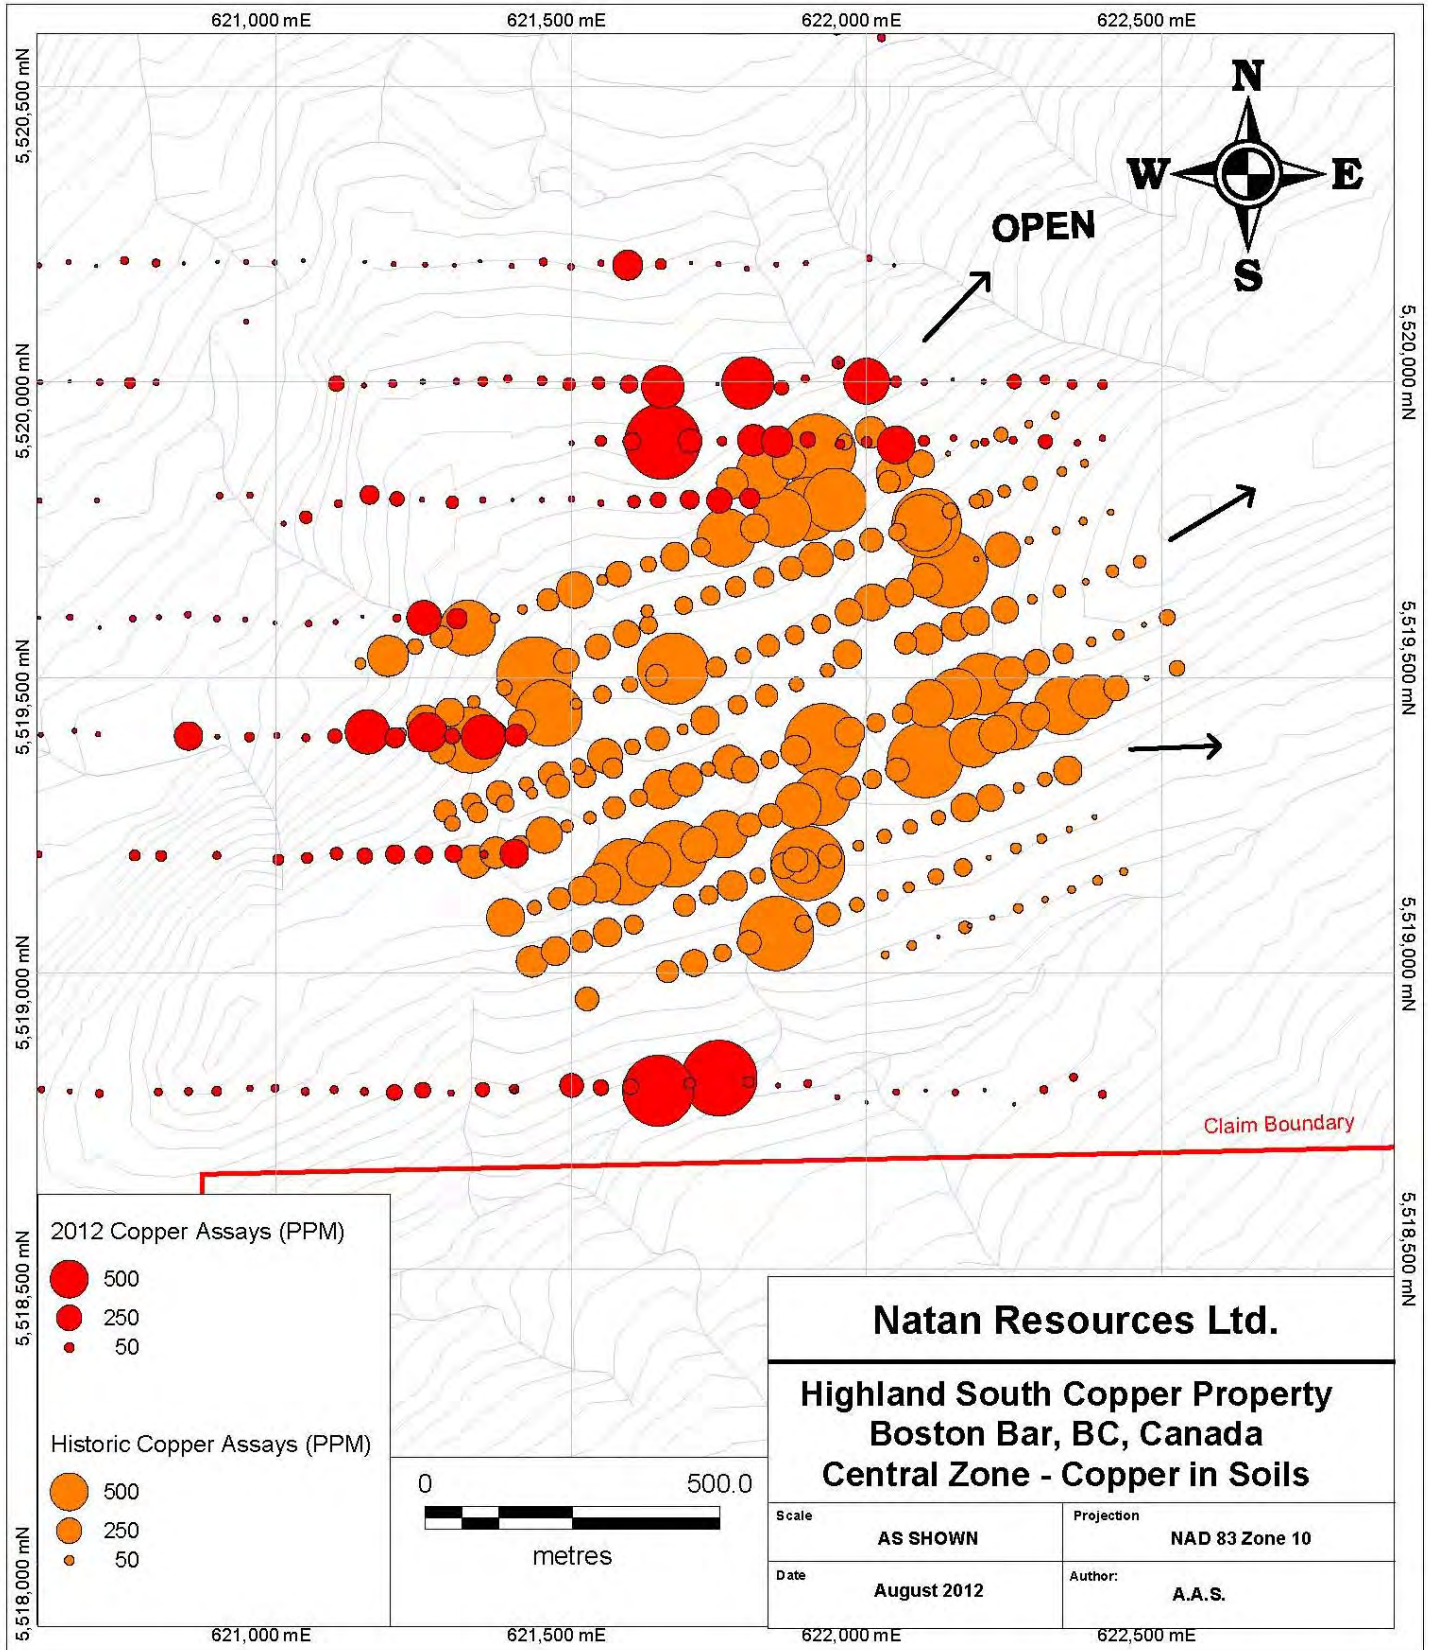 621,000 mE
621,500 mE
622,000 mE
622,500 mE
5,520,500 mN
5,520,000 mN
5,519,500 mN
5,519,000 mN
5,518,500 mN
5,518,000 mN
N
W
E
S
OPEN
5,520,000 mN
5,519,500 mN
5,519,000 mN
5,518,500 mN
Claim Boundary
2012 Copper Assays (PPM)
500
250
50
Historic Copper Assays (PPM)
500
250
50
0 500.0
metres
Natan Resources Ltd.
Highland South Copper Property
Boston Bar, BC, Canada
Central Zone - Copper in Soils
Scale
AS SHOWN
Projection
NAD 83 Zone 10
Date
August 2012
Author:
A.A.S.
621,000 mE
621,500 mE
622,000 mE
622,500 mE